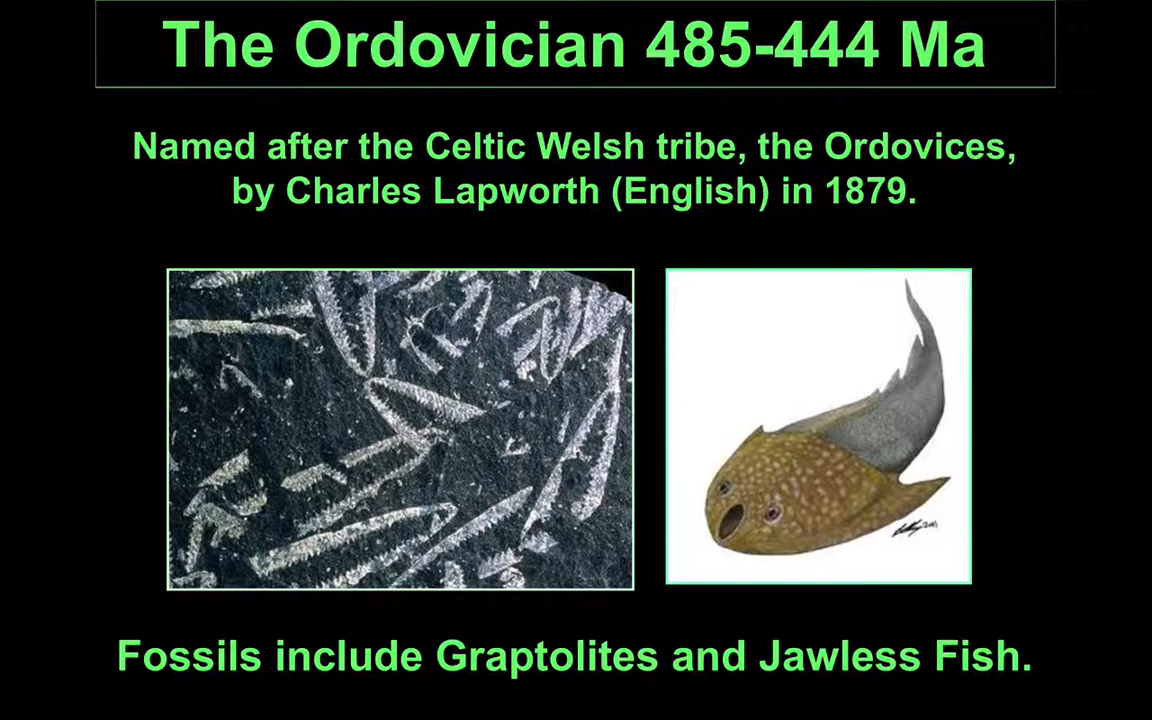 The Ordovician 485-444 Ma
Named after the Celtic Welsh tribe, the Ordovices,
by Charles Lapworth (English) in 1879.
Fossils include Graptolites and Jawless Fish.